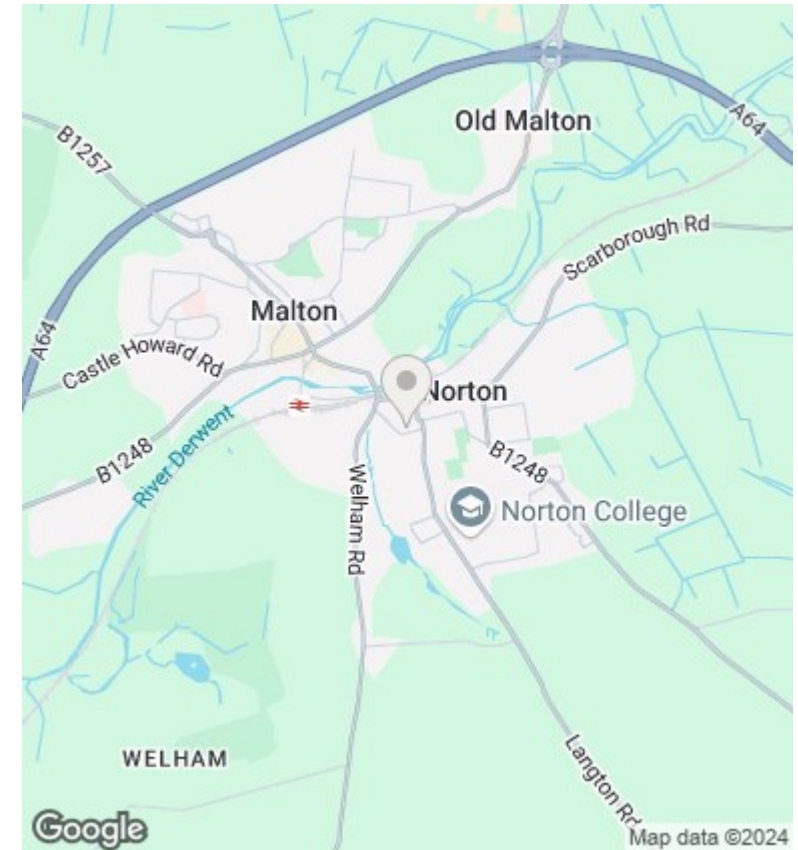 Old Malton
A64
B1257
Scarborough Rd
Malton
A64
Castle Howard Rd
Norton
B1248
River Derwent
B1248
Welham Rd
Norton College
WELHAM
Langton Rd
Google
Map data ©2024